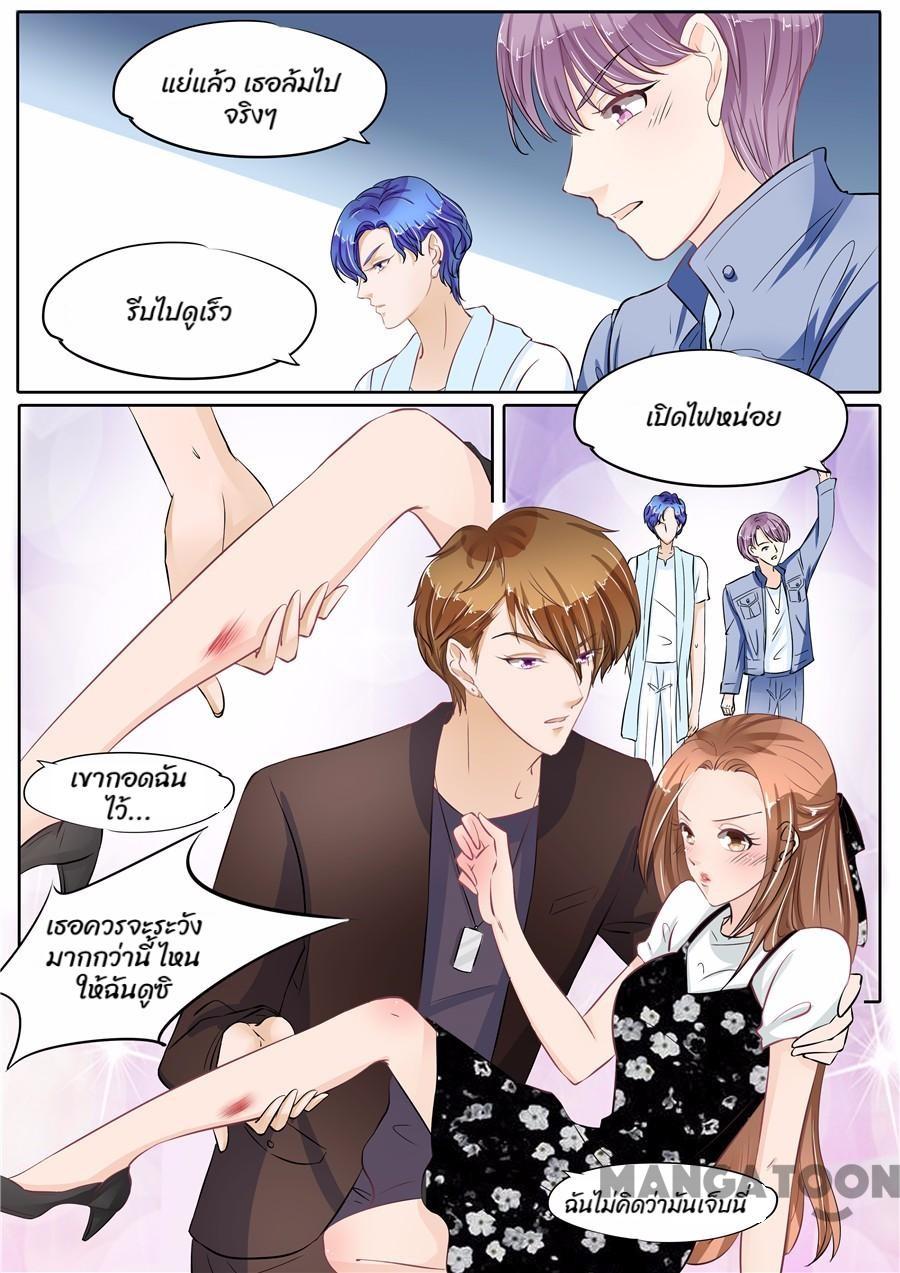 แย่แล้ว เธอล้มไป
จริงๆ
รีบไปดูเร็ว
เปิดไฟหน่อย
เขากอดฉัน
ไว้...
เธอควรจะระวัง
มากกว่านี้ ไหน
ให้ฉันดูซิ
MANGATOON
ฉันไม่คิดว่ามันเจ็บนี่